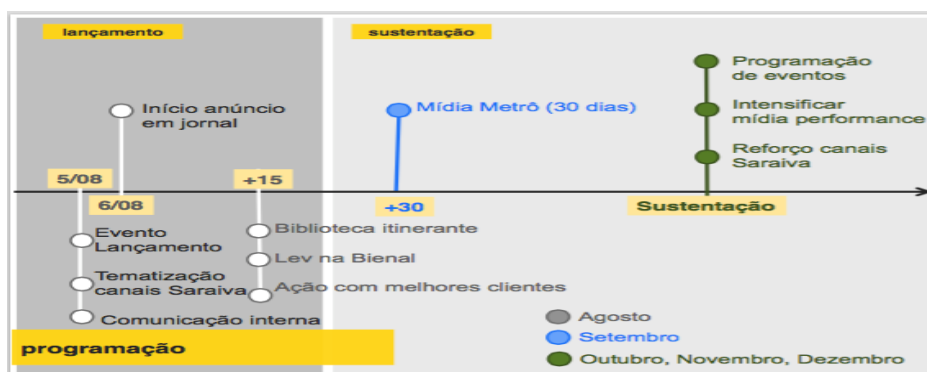 lançamento
sustentação
Programação
de eventos
Início anúncio
em jornal
Mídia Metrô (30 dias)
Intensificar
mídia performance
Reforço canais
Saraiva
5/08
+15
6/08
+30
Sustentação
Evento
Lançamento
Biblioteca itinerante
Lev na Bienal
Tematização
canais Saraiva
Ação com melhores clientes
Comunicação interna
Agosto
Setembro
Outubro, Novembro, Dezembro
programação